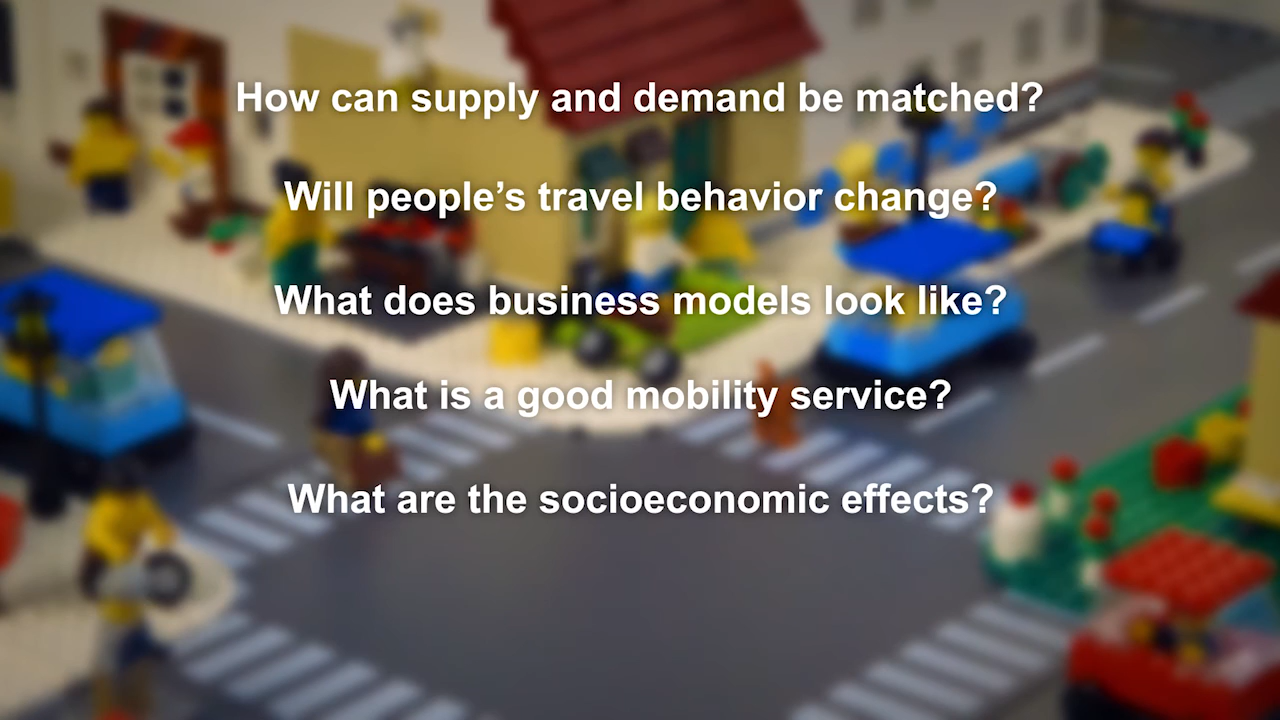 How can supply and demand be matched?
Will people’s travel behavior change?
What does business models look like?
What is a good mobility service?
What are the socioeconomic effects?